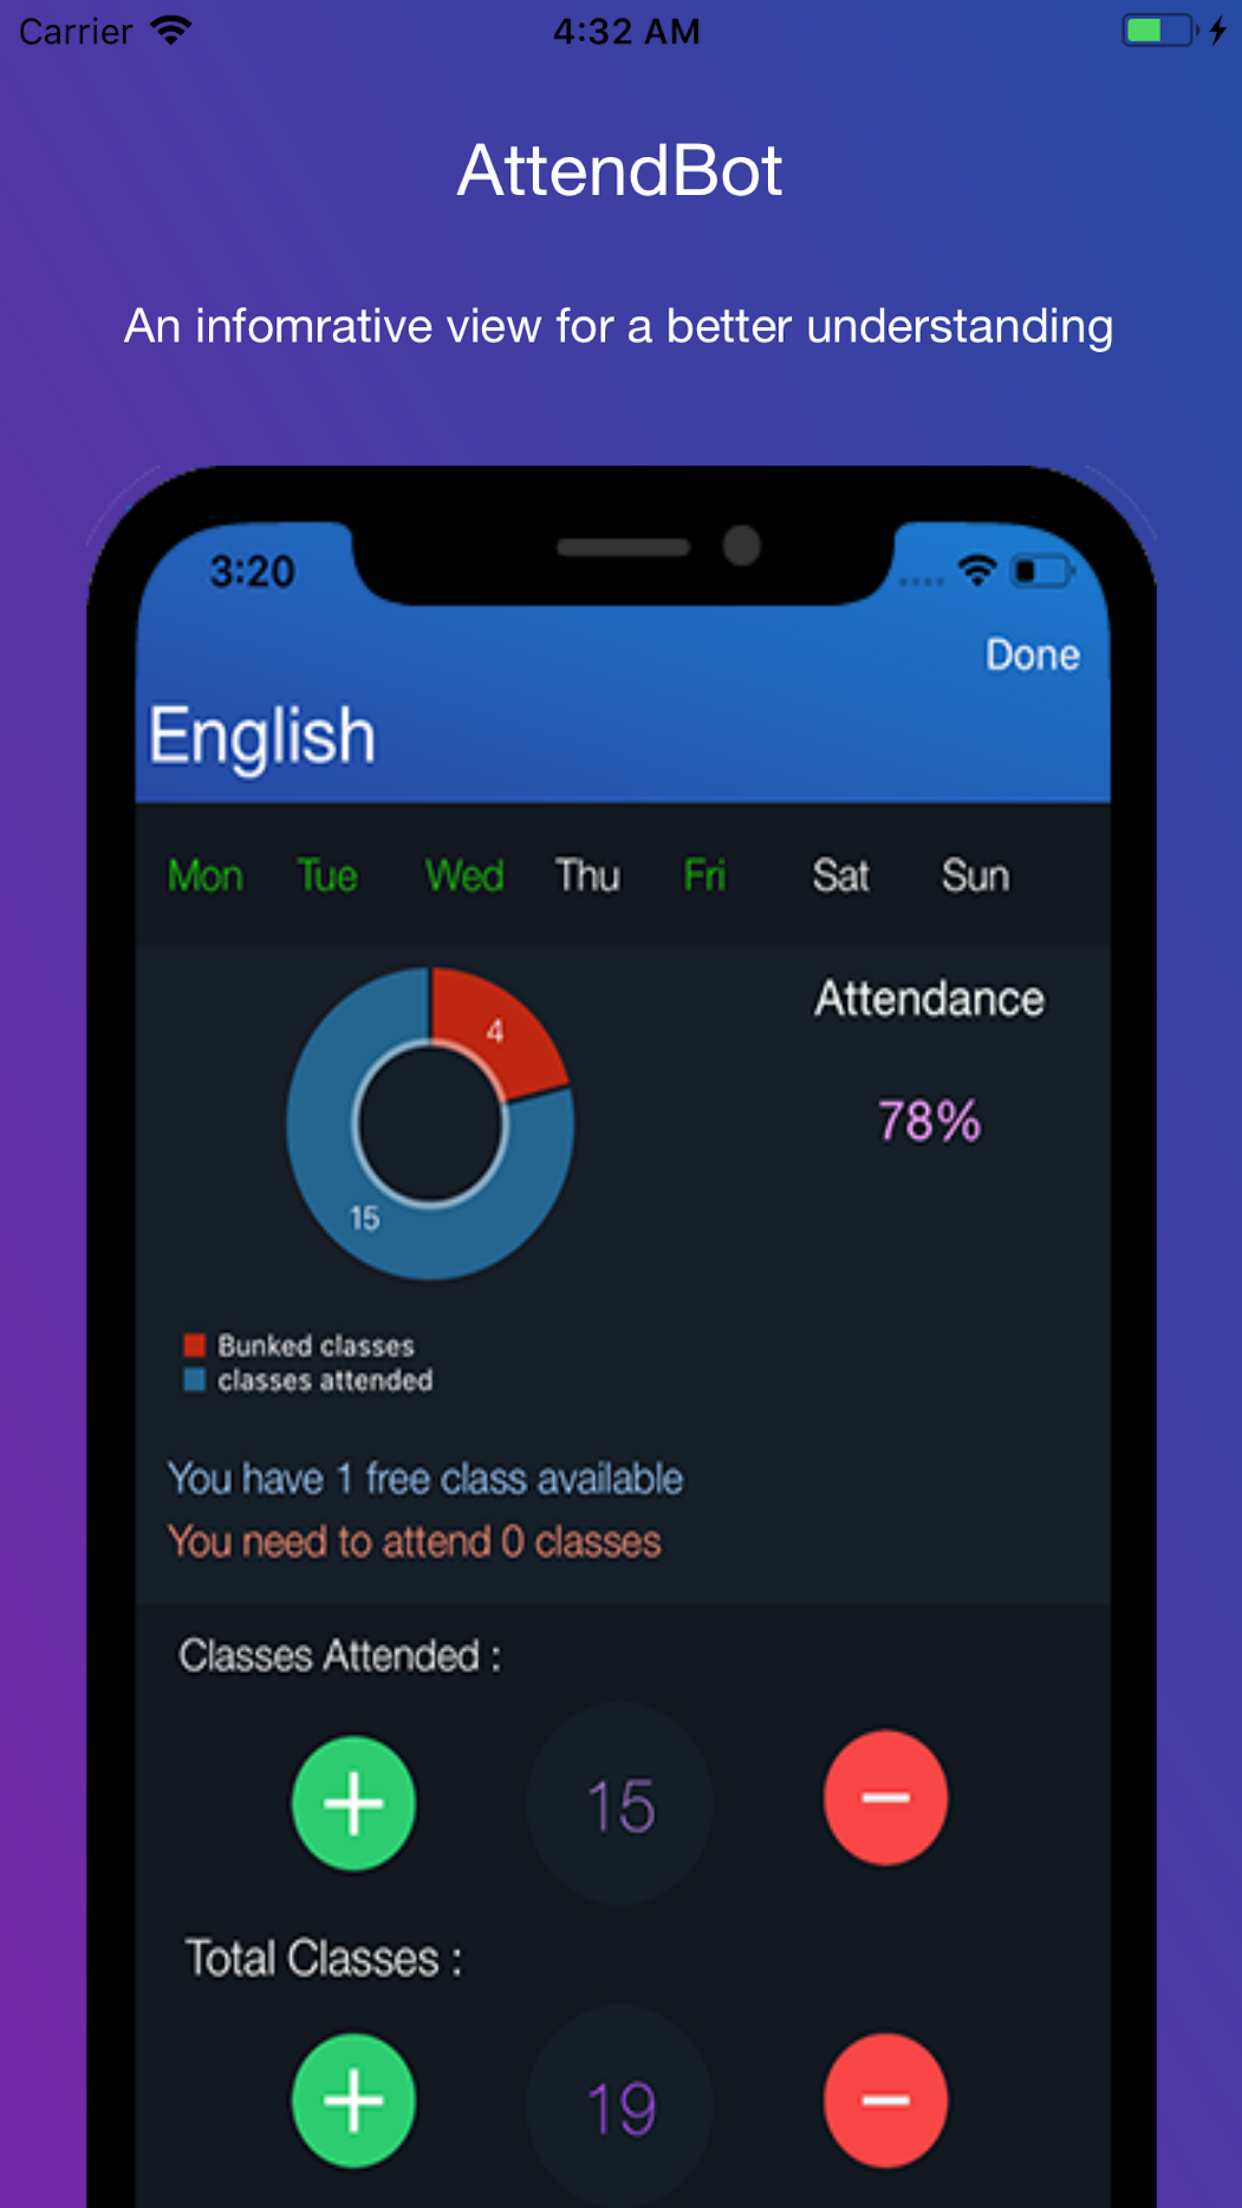 Carrier 4:32 AM
AttendBot
An infomrative view for a better understanding
3:20
Done
English
Mon Tue Wed Thu Fri Sat Sun
Attendance
4
78%
15
Bunked classes
classes attended
You have 1 free class available
You need to attend 0 classes
Classes Attended :
+ 15 −
Total Classes :
+ 19 −